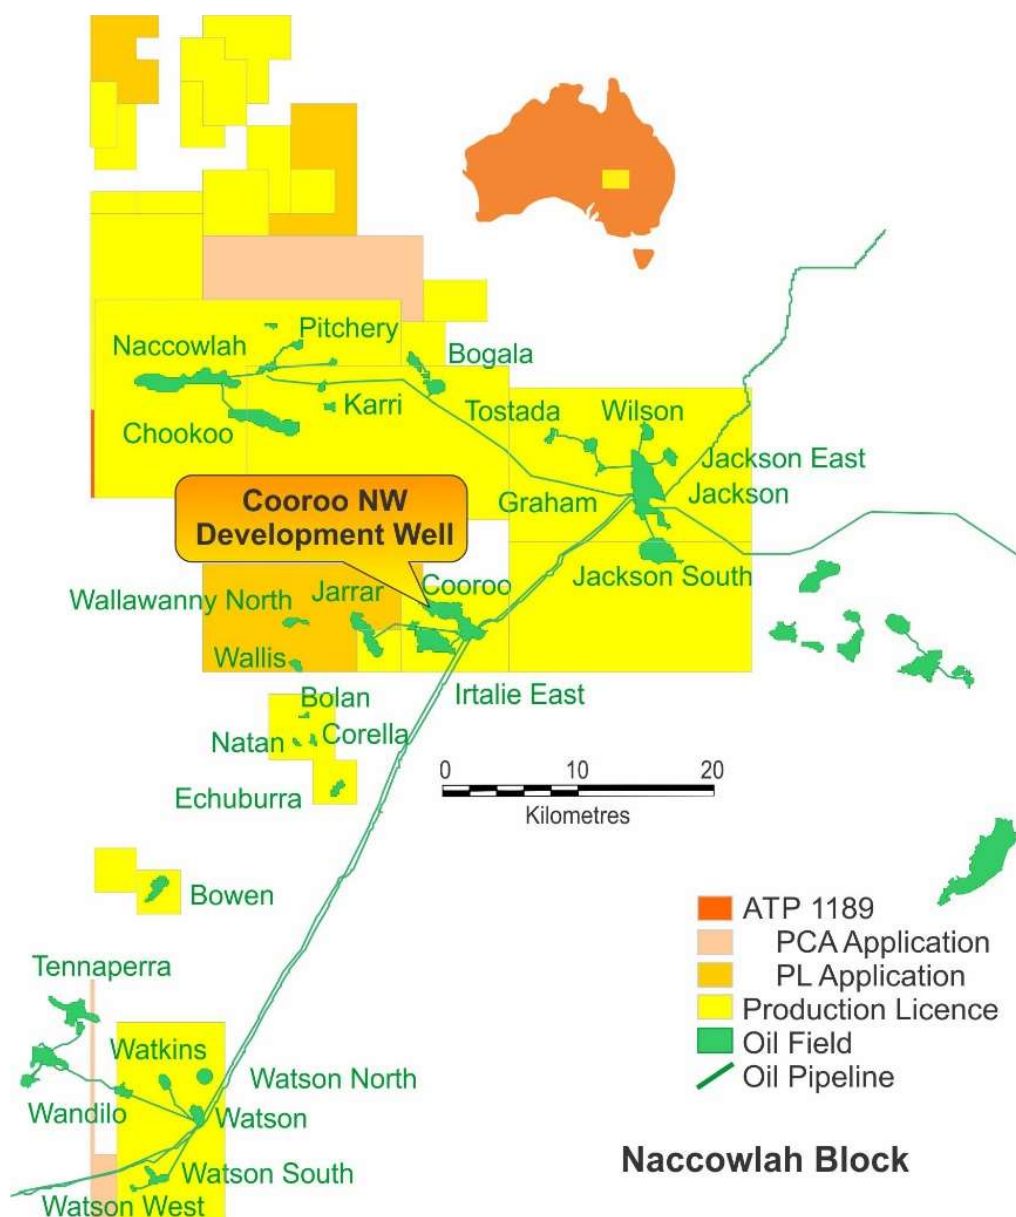 Pitchery
Naccowlah
Bogala
Karri
Tostada
Wilson
Chookoo
Jackson East
Jackson
Graham
Cooroo NW
Development Well
Jackson South
Cooroo
Jarrar
Wallawanny North
Wallis
Irtalie East
Bolan
Natan
Corella
Echuburra
0 10 20
Kilometres
Bowen
ATP 1189
PCA Application
PL Application
Production Licence
Oil Field
Oil Pipeline
Tennaperra
Watkins
Watson North
Wandilo
Watson
Watson South
Watson West
Naccowlah Block